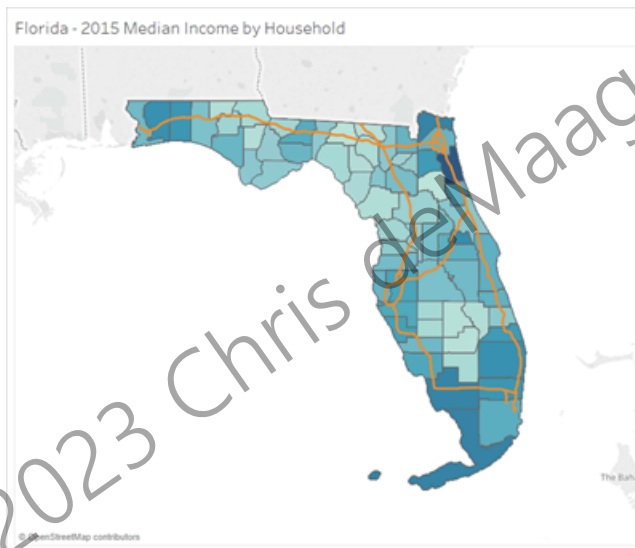 Florida - 2015 Median Income by Household
2023 Chris deMaag
The Bah
© OpenStreetMap contributors